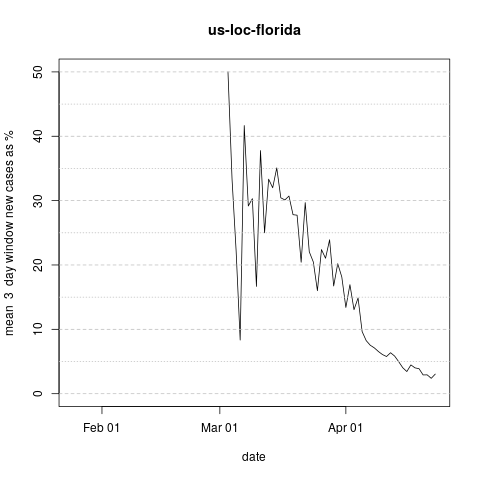 us-loc-florida
mean  3  day window new cases as %
50
40
30
20
10
0
Feb 01
Mar 01
Apr 01
date